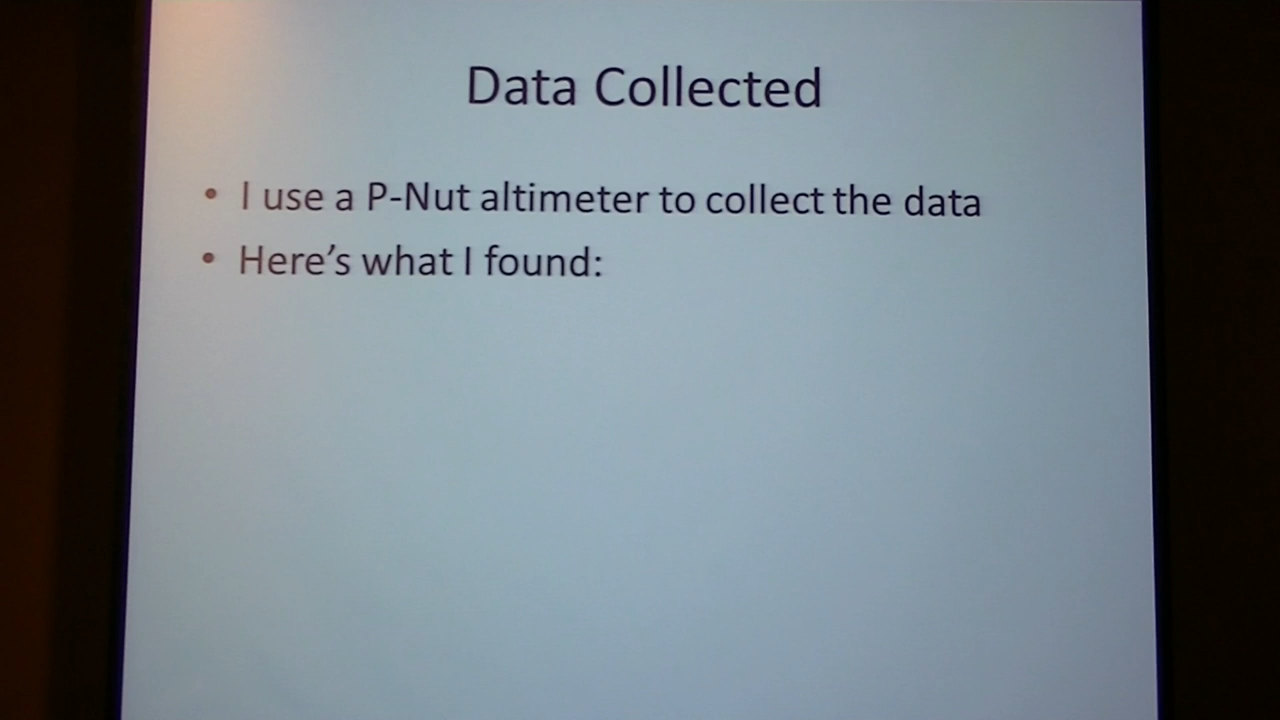 Data Collected
• I use a P-Nut altimeter to collect the data
• Here's what I found: